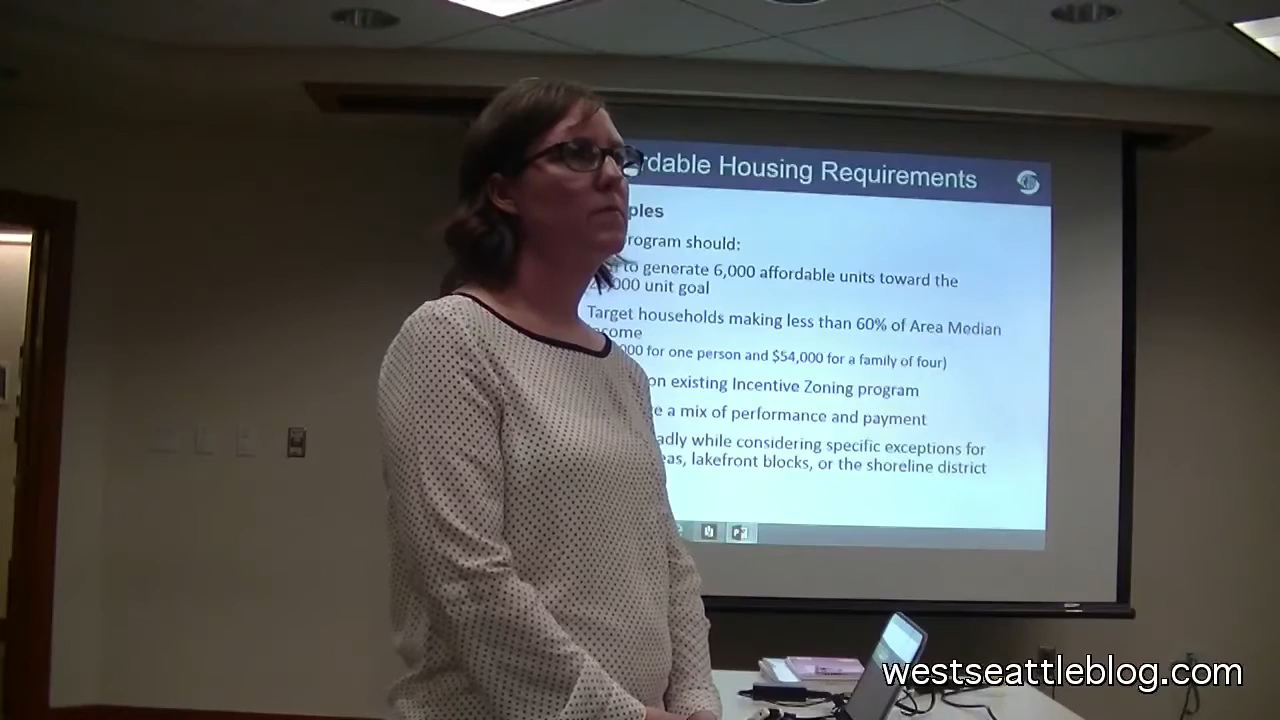 rdable Housing Requirements
ples
rogram should:
to generate 6,000 affordable units toward the
000 unit goal
Target households making less than 60% of Area Median
come
000 for one person and $54,000 for a family of four)
on existing Incentive Zoning program
e a mix of performance and payment
adly while considering specific exceptions for
eas, lakefront blocks, or the shoreline district
westseattleblog.com